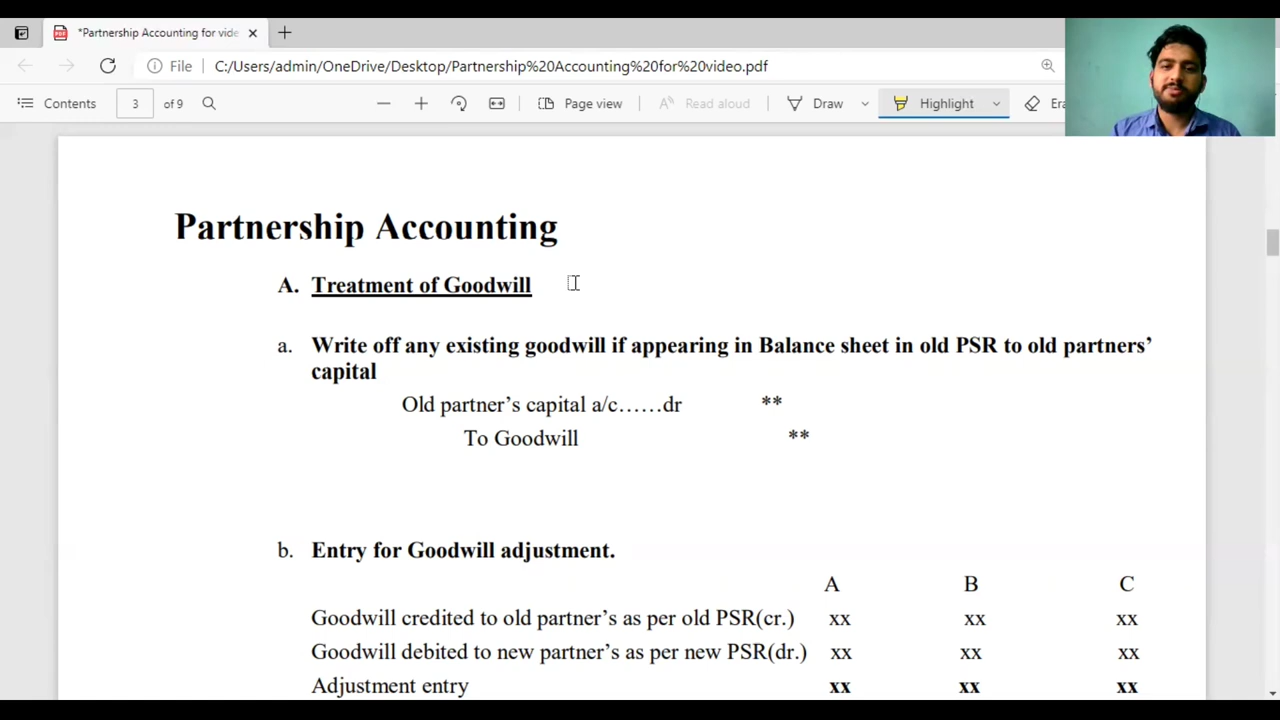 *Partnership Accounting for vide
File C:/Users/admin/OneDrive/Desktop/Partnership%20Accounting%20for%20video.pdf
Contents 3 of 9 Page view Read aloud Draw Highlight Era
Partnership Accounting
A. Treatment of Goodwill
a. Write off any existing goodwill if appearing in Balance sheet in old PSR to old partners’
capital
Old partner’s capital a/c……dr **
To Goodwill **
b. Entry for Goodwill adjustment.
A B C
Goodwill credited to old partner’s as per old PSR(cr.) xx xx xx
Goodwill debited to new partner’s as per new PSR(dr.) xx xx xx
Adjustment entry xx xx xx